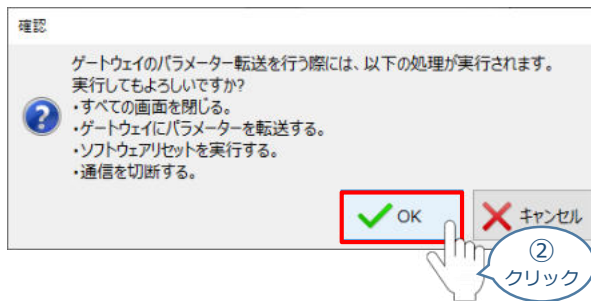 確認
ゲートウェイのパラメーター転送を行う際には、以下の処理が実行されます。
実行してもよろしいですか?
・すべての画面を閉じる。
・ゲートウェイにパラメーターを転送する。
・ソフトウェアリセットを実行する。
・通信を切断する。
OK
キャンセル
②
クリック